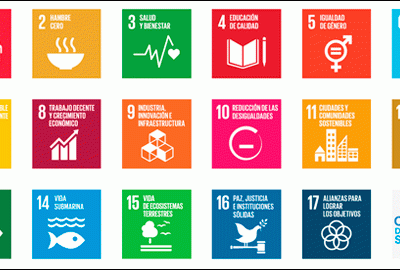 2 HAMBRE
CERO
3 SALUD
Y BIENESTAR
4 EDUCACIÓN
DE CALIDAD
5 IGUALDAD
DE GÉNERO
8 TRABAJO DECENTE
Y CRECIMIENTO
ECONÓMICO
9 INDUSTRIA,
INNOVACIÓN E
INFRAESTRUCTURA
10 REDUCCIÓN DE LAS
DESIGUALDADES
11 CIUDADES Y
COMUNIDADES
SOSTENIBLES
14 VIDA
SUBMARINA
15 VIDA
DE ECOSISTEMAS
TERRESTRES
16 PAZ, JUSTICIA
E INSTITUCIONES
SÓLIDAS
17 ALIANZAS PARA
LOGRAR
LOS OBJETIVOS